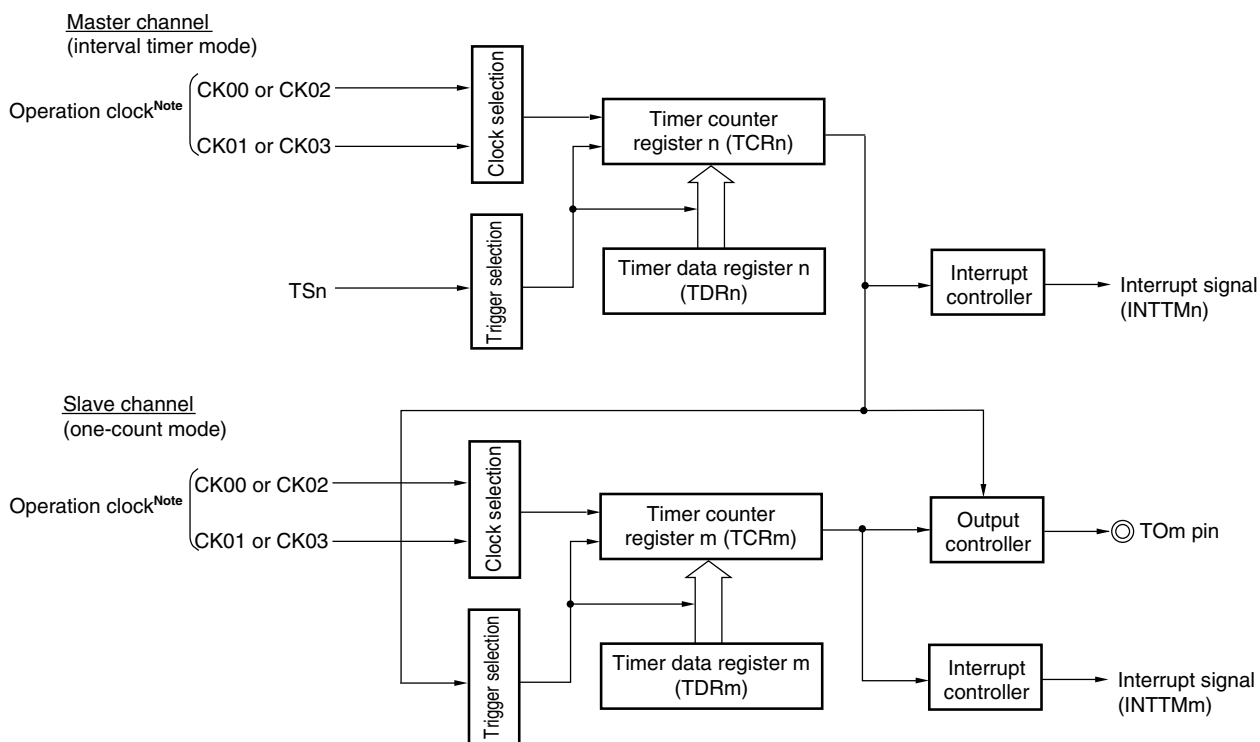 Master channel
(interval timer mode)
Operation clockNote
CK00 or CK02
CK01 or CK03
Clock selection
Timer counter
register n (TCRn)
TSn
Trigger selection
Timer data register n
(TDRn)
Interrupt
controller
Interrupt signal
(INTTMn)
Slave channel
(one-count mode)
Operation clockNote
CK00 or CK02
CK01 or CK03
Clock selection
Timer counter
register m (TCRm)
Output
controller
TOm pin
Trigger selection
Timer data register m
(TDRm)
Interrupt
controller
Interrupt signal
(INTTMm)